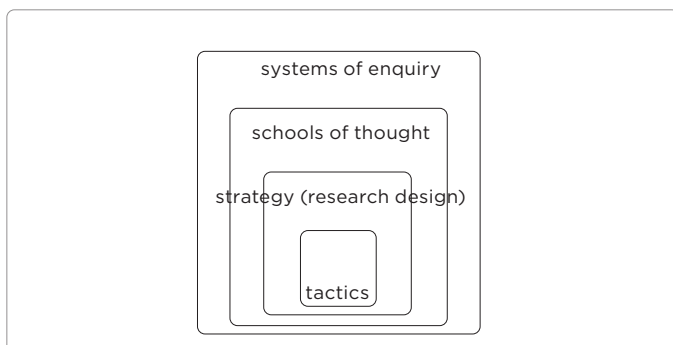 systems of enquiry
schools of thought
strategy (research design)
tactics